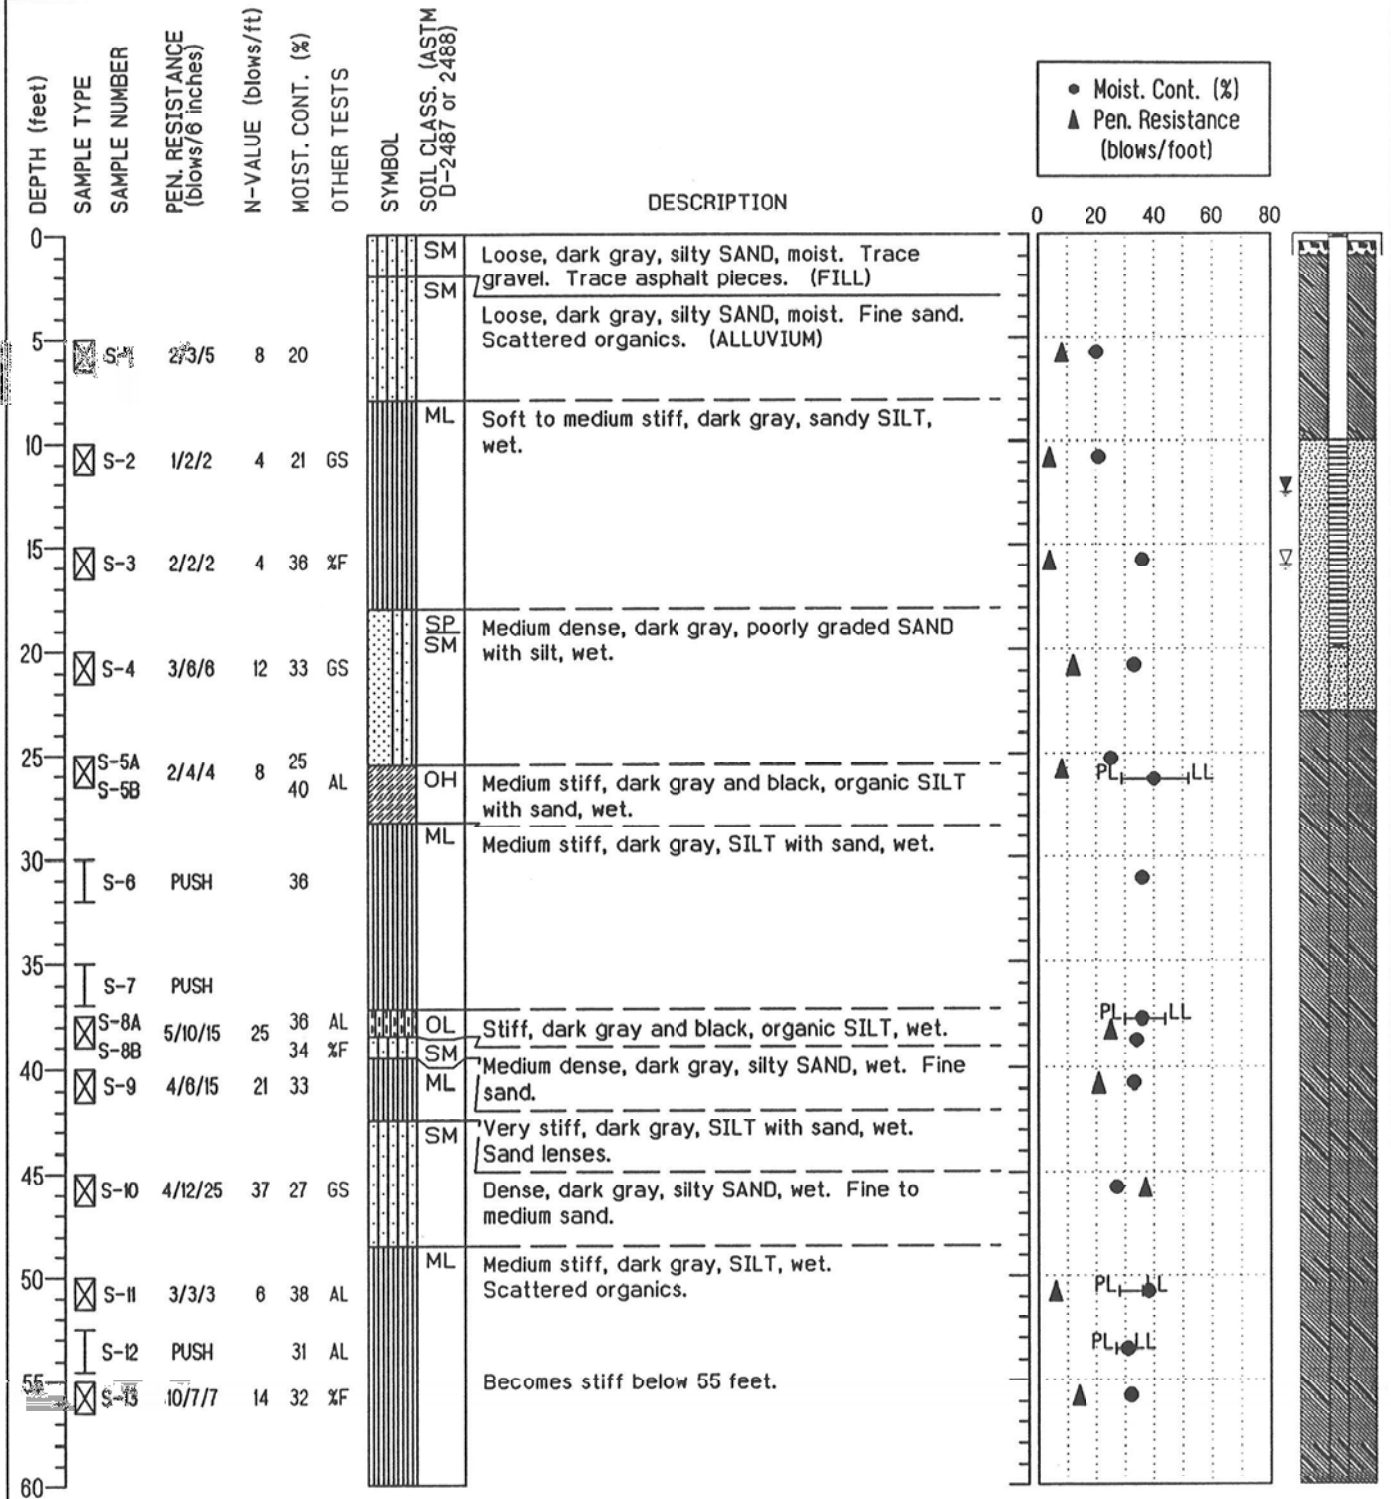 DEPTH (feet)
SAMPLE TYPE
SAMPLE NUMBER
PEN. RESISTANCE
(blows/6 inches)
N-VALUE (blows/ft)
MOIST. CONT. (%)
OTHER TESTS
SYMBOL
SOIL CLASS. (ASTM
D-2487 or 2488)
DESCRIPTION
Moist. Cont. (%)
Pen. Resistance
(blows/foot)
0 20 40 60 80
0
SM Loose, dark gray, silty SAND, moist. Trace
gravel. Trace asphalt pieces. (FILL)
SM
Loose, dark gray, silty SAND, moist. Fine sand.
Scattered organics. (ALLUVIUM)
5
S-1 2/3/5 8 20
ML Soft to medium stiff, dark gray, sandy SILT,
wet.
10
S-2 1/2/2 4 21 GS
15
S-3 2/2/2 4 36 %F
SP
SM
Medium dense, dark gray, poorly graded SAND
with silt, wet.
20
S-4 3/6/6 12 33 GS
25
S-5A 25
2/4/4 8 AL
S-5B 40
PL LL
OH Medium stiff, dark gray and black, organic SILT
with sand, wet.
ML Medium stiff, dark gray, SILT with sand, wet.
30
S-6 PUSH 36
35
S-7 PUSH
S-8A 36 AL
5/10/15 25
S-8B 34 %F
PL LL
OL Stiff, dark gray and black, organic SILT, wet.
SM Medium dense, dark gray, silty SAND, wet. Fine
sand.
40
S-9 4/6/15 21 33
ML
Very stiff, dark gray, SILT with sand, wet.
Sand lenses.
SM
45
S-10 4/12/25 37 27 GS
Dense, dark gray, silty SAND, wet. Fine to
medium sand.
ML Medium stiff, dark gray, SILT, wet.
Scattered organics.
50
S-11 3/3/3 6 38 AL
PL LL
S-12 PUSH 31 AL
PL LL
55
Becomes stiff below 55 feet.
S-13 10/7/7 14 32 %F
60